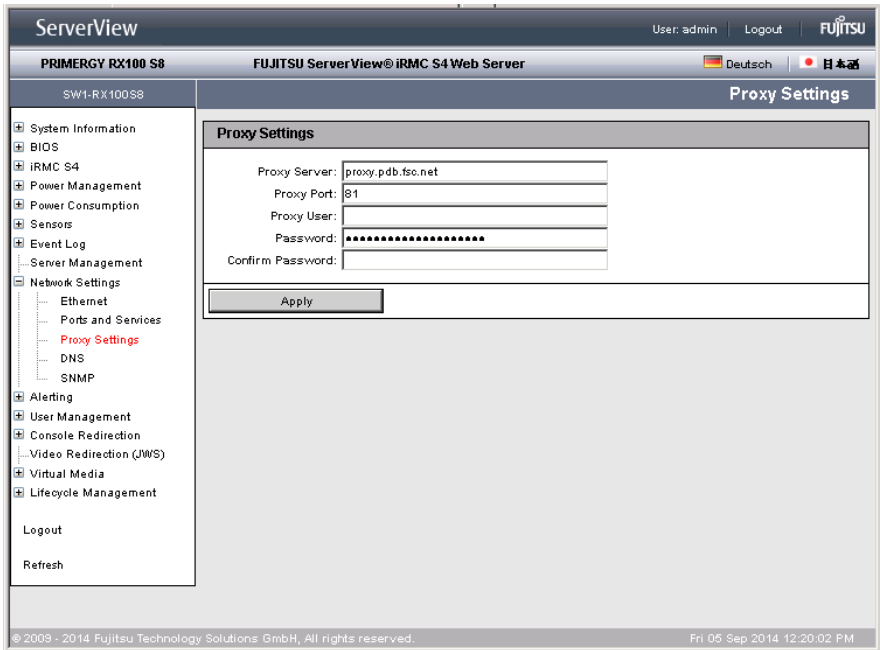 ServerView
User: admin Logout FUJITSU
PRIMERGY RX100 S8 FUJITSU ServerView® iRMC S4 Web Server Deutsch 日本語
SW1-RX100S8 Proxy Settings
System Information
BIOS
iRMC S4
Power Management
Power Consumption
Sensors
Event Log
Server Management
Network Settings
Ethernet
Ports and Services
Proxy Settings
DNS
SNMP
Alerting
User Management
Console Redirection
Video Redirection (JWS)
Virtual Media
Lifecycle Management
Logout
Refresh
Proxy Settings
Proxy Server: proxy.pdb.fsc.net
Proxy Port: 81
Proxy User:
Password: ••••••••••••••••••••
Confirm Password:
Apply
© 2009 - 2014 Fujitsu Technology Solutions GmbH, All rights reserved. Fri 05 Sep 2014 12:20:02 PM